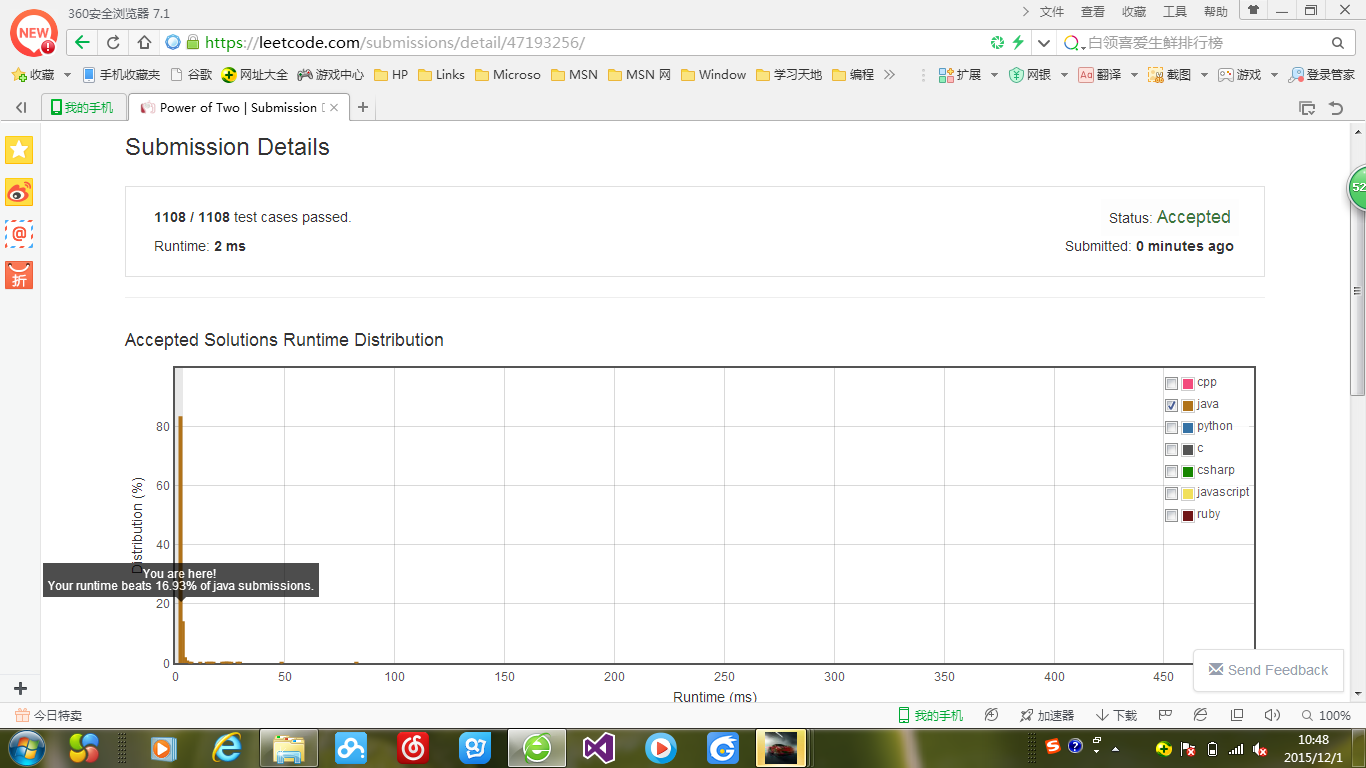 360安全浏览器 7.1
文件 查看 收藏 工具 帮助
NEW
https://leetcode.com/submissions/detail/47193256/
白领喜爱生鲜排行榜
收藏 手机收藏夹 谷歌 网址大全 游戏中心 HP Links Microso MSN MSN 网 Window 学习天地 编程 扩展 网银 翻译 截图 游戏 登录管家
我的手机 Power of Two | Submission
Submission Details
1108 / 1108 test cases passed.
Status: Accepted
Runtime: 2 ms
Submitted: 0 minutes ago
折
52
Accepted Solutions Runtime Distribution
cpp
java
python
c
csharp
javascript
ruby
Distribution (%)
80
60
40
20
0
You are here!
Your runtime beats 16.93% of java submissions.
0 50 100 150 200 250 300 350 400 450
Runtime (ms)
Send Feedback
今日特卖 我的手机 加速器 下载 100%
10:48
2015/12/1